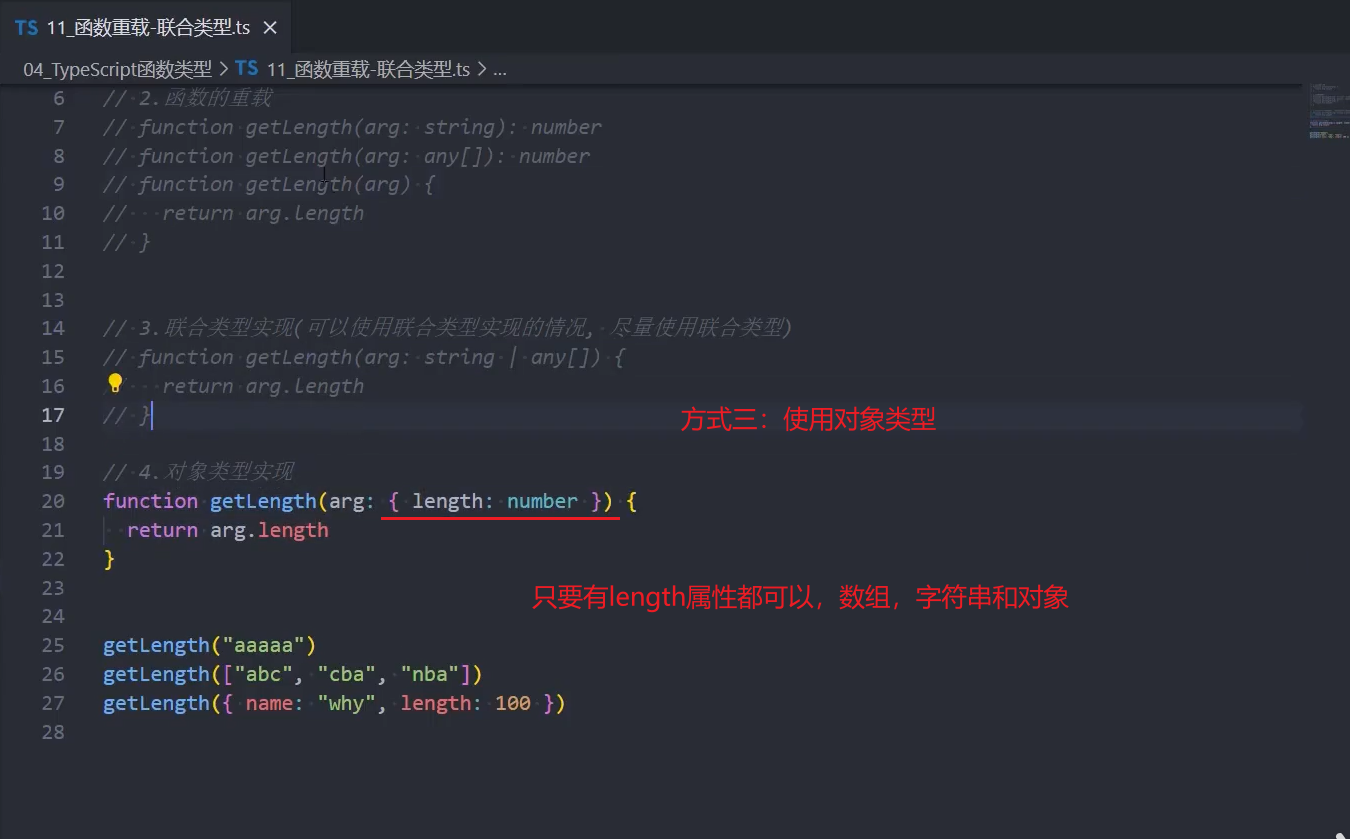 TS 11_函数重载-联合类型.ts ×
04_TypeScript函数类型 > TS 11_函数重载-联合类型.ts > ...
6 // 2.函数的重载
7 // function getLength(arg: string): number
8 // function getLength(arg: any[]): number
9 // function getLength(arg) {
10 //   return arg.length
11 // }
12
13
14 // 3.联合类型实现(可以使用联合类型实现的情况, 尽量使用联合类型)
15 // function getLength(arg: string | any[]) {
16   return arg.length
17 // }
方式三：使用对象类型
18
19 // 4.对象类型实现
20 function getLength(arg: { length: number }) {
21   return arg.length
22 }
23
只要有length属性都可以，数组，字符串和对象
24
25 getLength("aaaaa")
26 getLength(["abc", "cba", "nba"])
27 getLength({ name: "why", length: 100 })
28